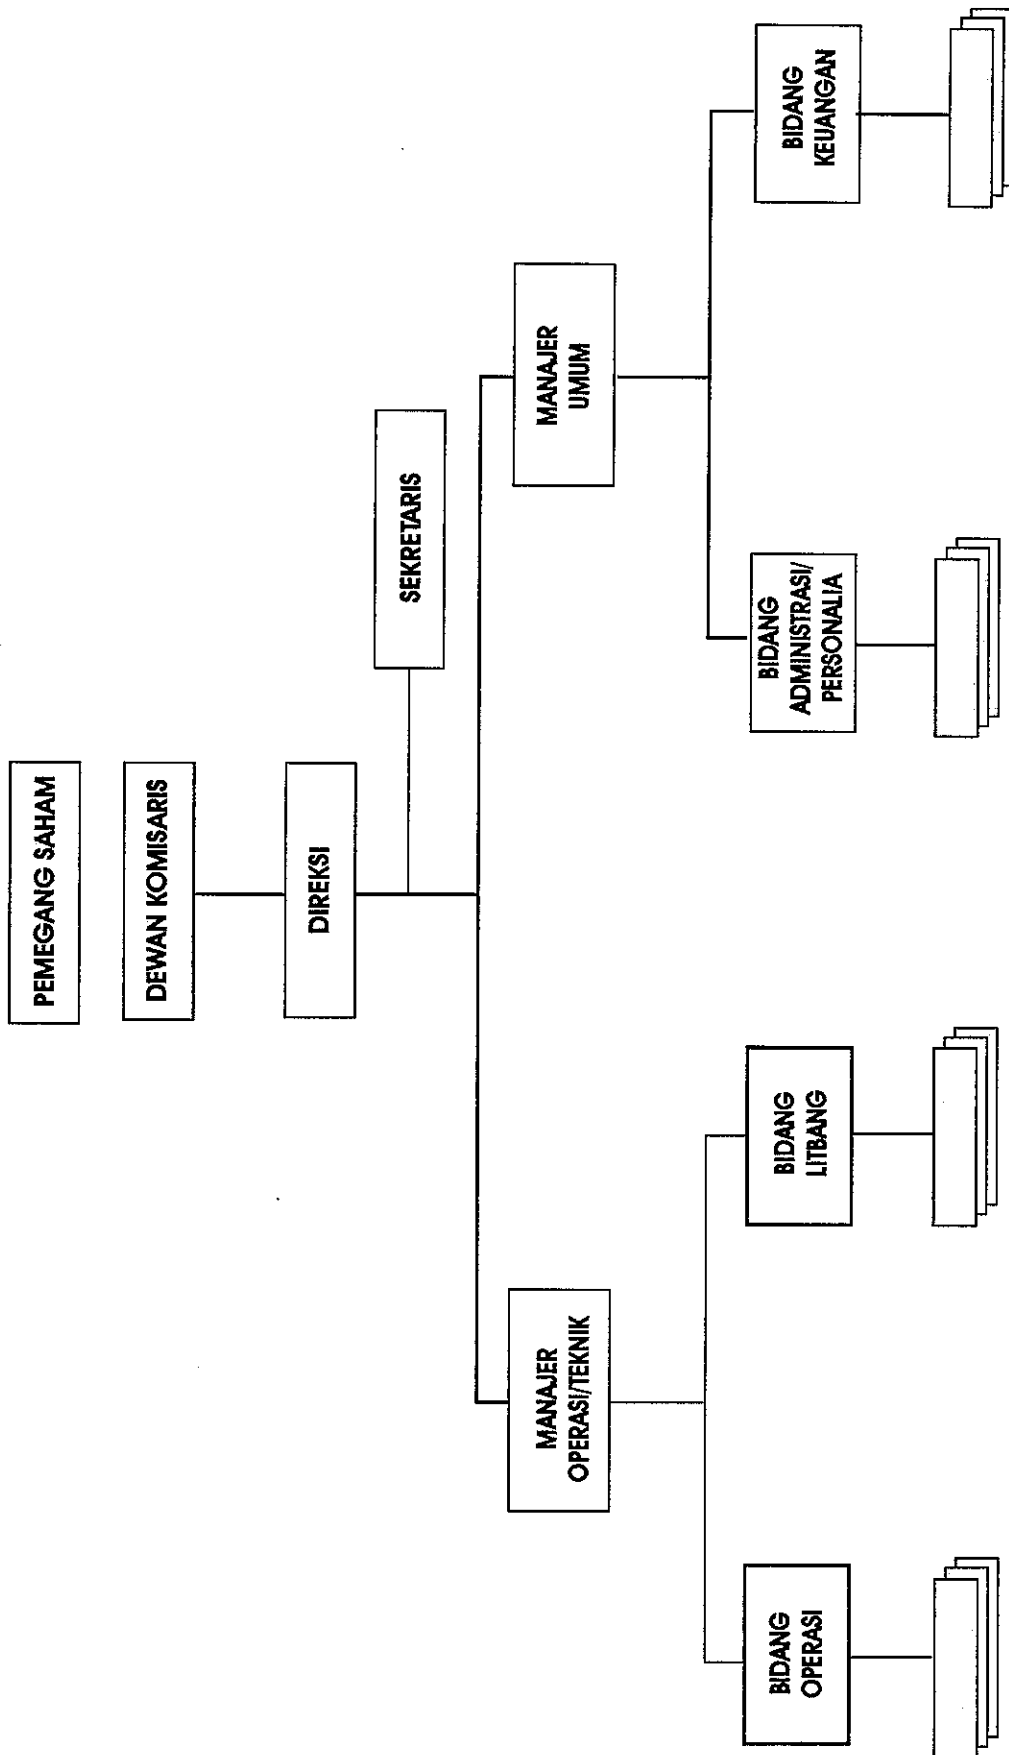 PEMEGANG SAHAM
DEWAN KOMISARIS
DIREKSI
SEKRETARIS
MANAJER
OPERASI/TEKNIK
MANAJER
UMUM
BIDANG
OPERASI
BIDANG
LITBANG
BIDANG
ADMINISTRASI/
PERSONALIA
BIDANG
KEUANGAN